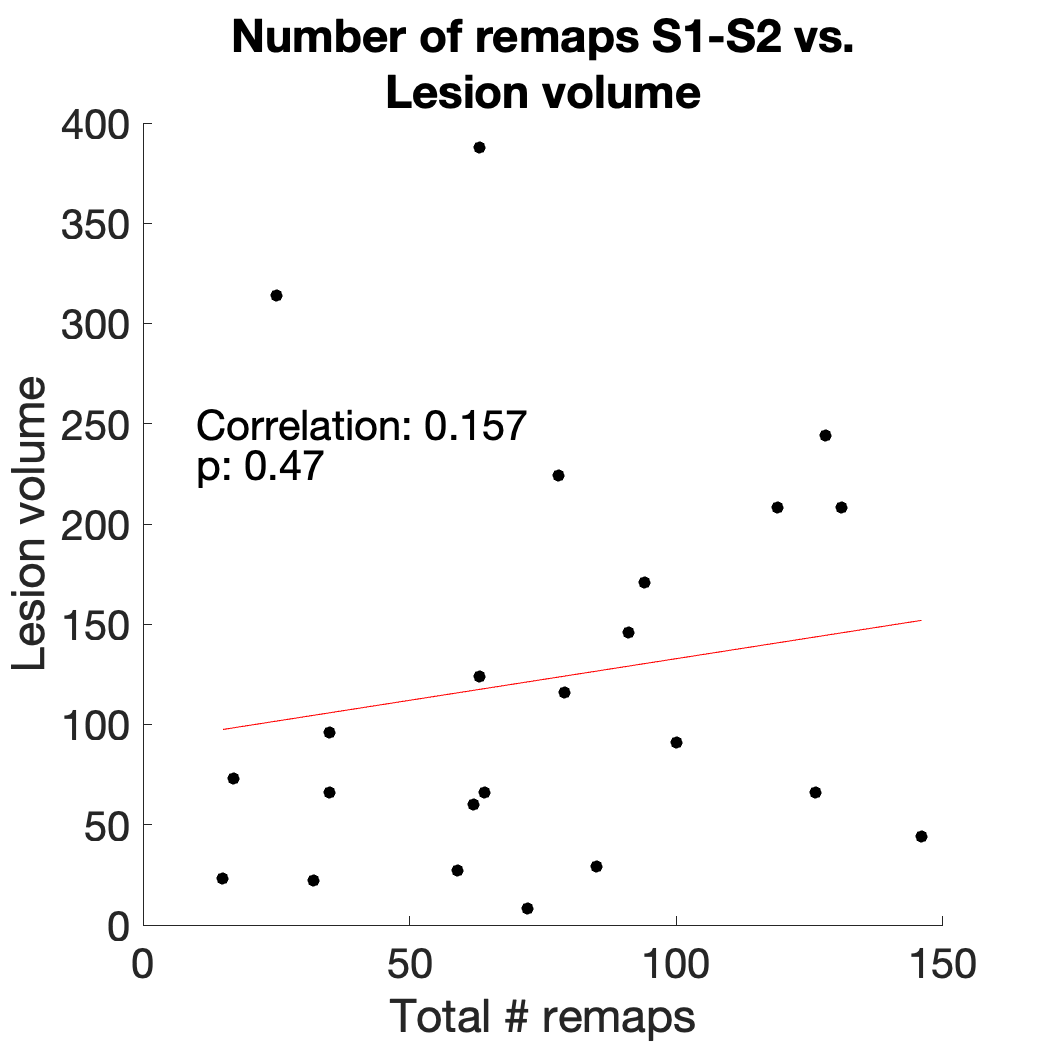 Number of remaps S1-S2 vs.
Lesion volume
400
350
300
250
200
150
100
50
0
Lesion volume
Correlation: 0.157
p: 0.47
0
50
100
150
Total # remaps